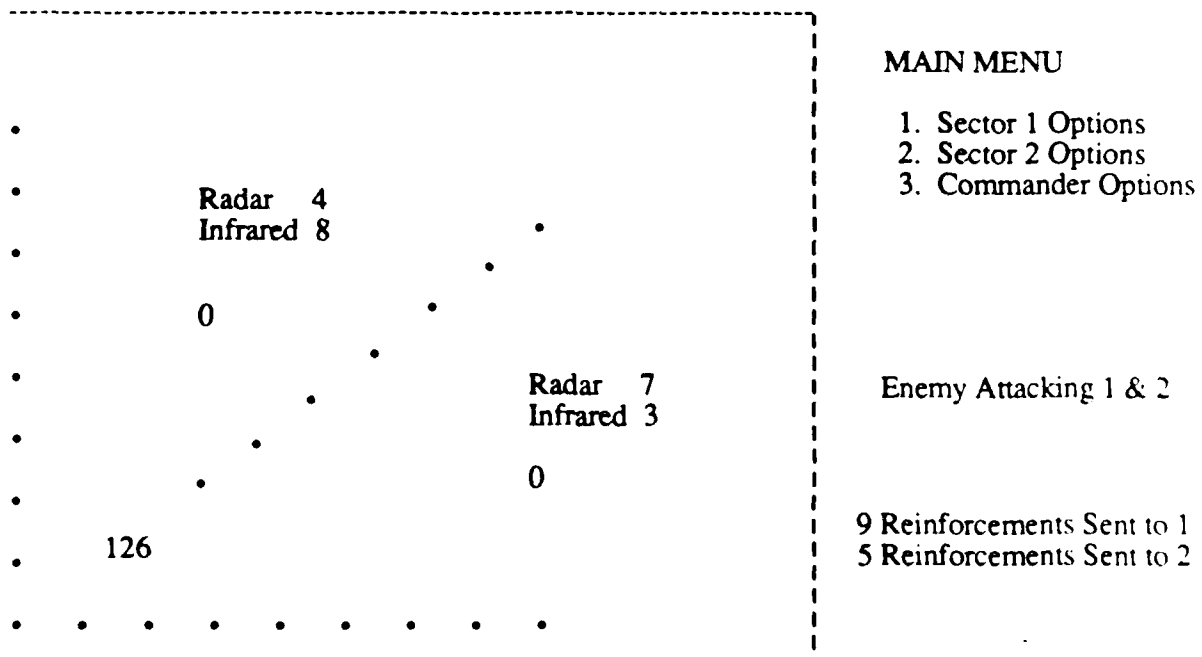 MAIN MENU
1. Sector 1 Options
2. Sector 2 Options
3. Commander Options
Radar 4
Infrared 8
0
Radar 7
Infrared 3
0
Enemy Attacking 1 & 2
126
9 Reinforcements Sent to 1
5 Reinforcements Sent to 2